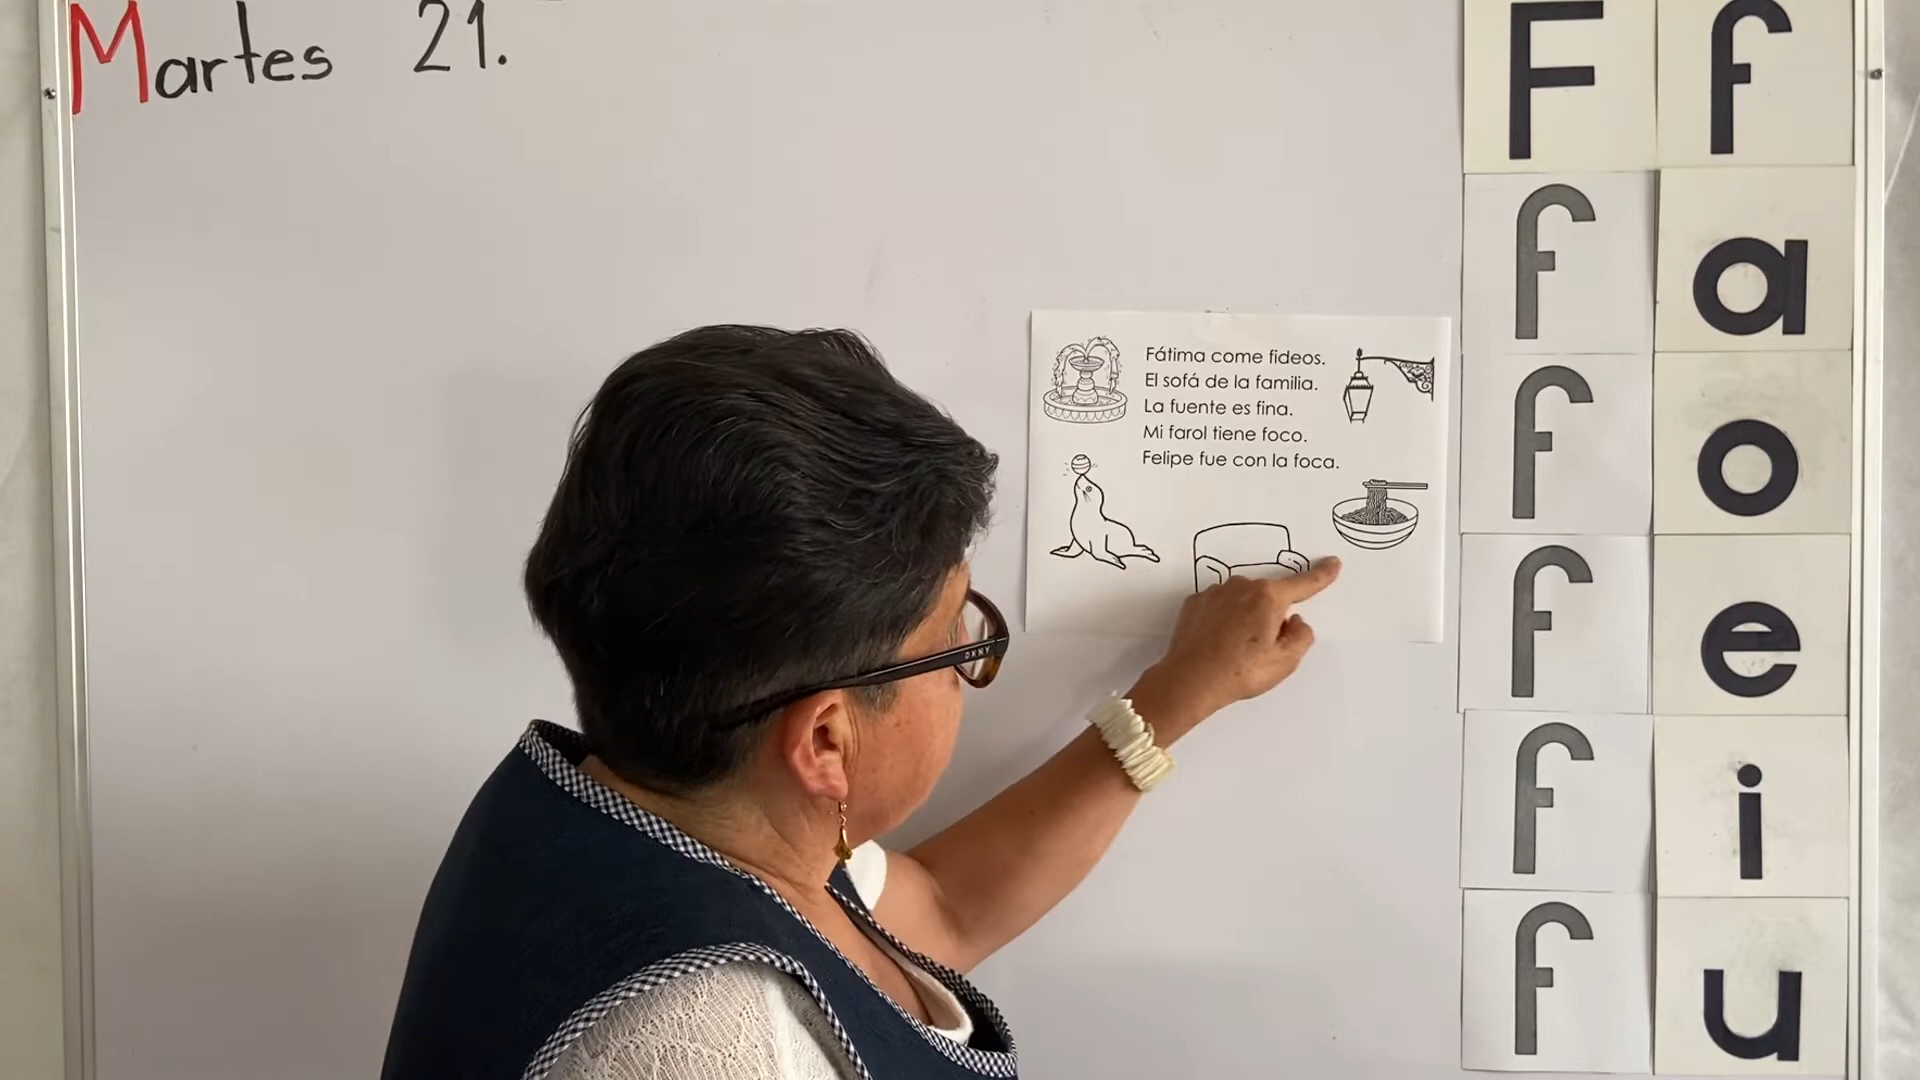 Martes 21.
Fátima come fideos.
El sofá de la familia.
La fuente es fina.
Mi farol tiene foco.
Felipe fue con la foca.
DKNY
F f
f a
f o
f e
f i
f u